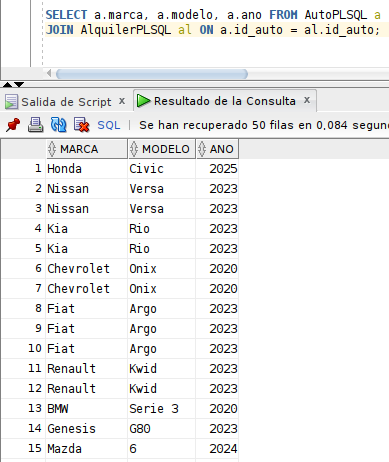 SELECT a.marca, a.modelo, a.ano FROM AutoPLSQL a
JOIN AlquilerPLSQL al ON a.id_auto = al.id_auto;
Salida de Script x Resultado de la Consulta x
SQL | Se han recuperado 50 filas en 0,084 segun
MARCA MODELO ANO
1 Honda Civic 2025
2 Nissan Versa 2023
3 Nissan Versa 2023
4 Kia Rio 2023
5 Kia Rio 2023
6 Chevrolet Onix 2020
7 Chevrolet Onix 2020
8 Fiat Argo 2023
9 Fiat Argo 2023
10 Fiat Argo 2023
11 Renault Kwid 2023
12 Renault Kwid 2023
13 BMW Serie 3 2020
14 Genesis G80 2023
15 Mazda 6 2024